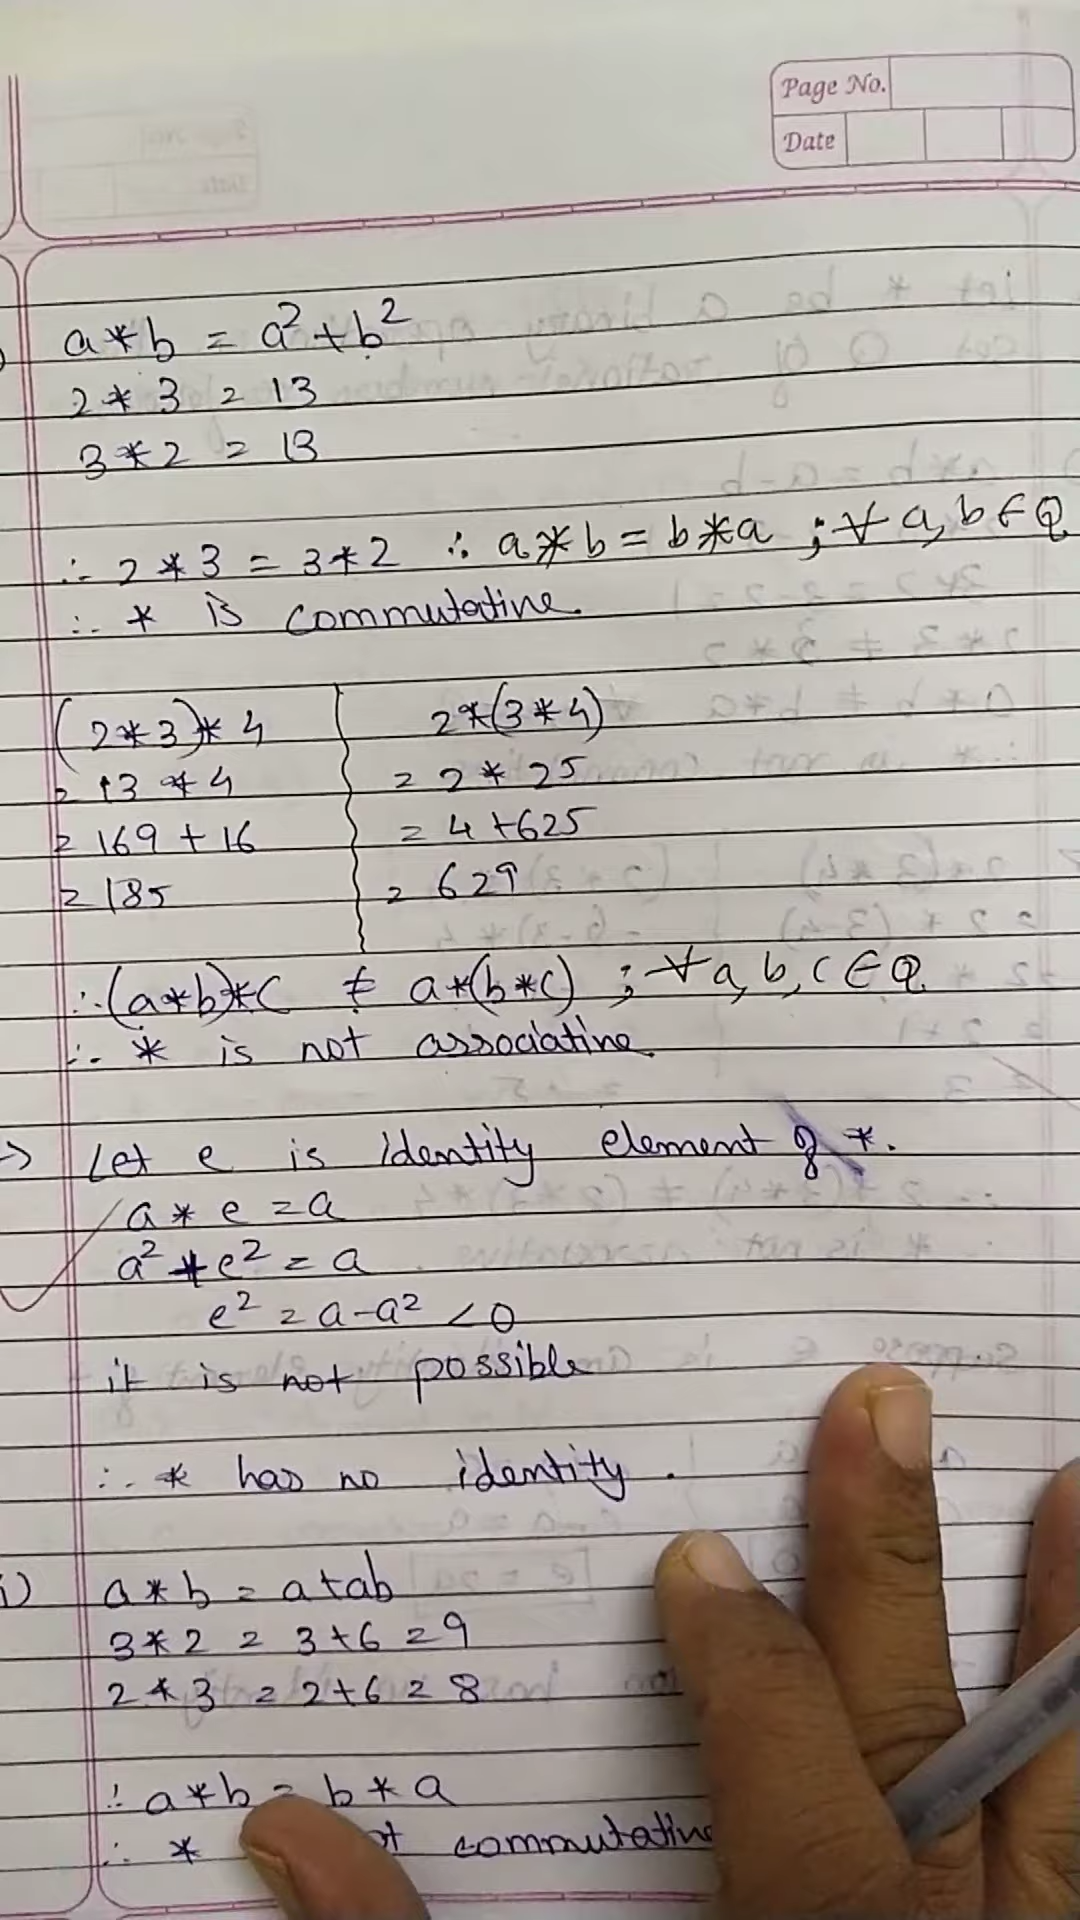 Page No.
Date
a*b = a²+b²
2*3 = 13
3*2 = 13
∴ 2*3 = 3*2 ∴ a*b = b*a ; ∀ a,b ∈ Q
∴ * is commutative.
(2*3)*4
= 13*4
= 169+16
= 185
2*(3*4)
= 2*25
= 4+625
= 629
∴ (a*b)*c ≠ a*(b*c) ; ∀ a,b,c ∈ Q
∴ * is not associative.
→ Let e is identity element of *.
a*e = a
a²+e² = a
e² = a-a² <0
it is not possible
∴ * has no identity.
i) a*b = a+ab
3*2 = 3+6 = 9
2*3 = 2+6 = 8
∴ a*b = b*a
∴ * commutative